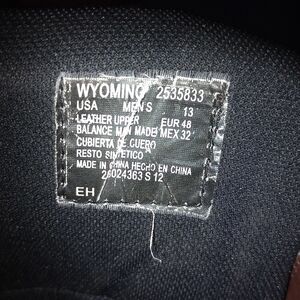 WYOMING 2535833
USA MEN'S 13
LEATHER UPPER EUR 48
BALANCE MAN MADE MEX 32
CUBIERTA DE CUERO
RESTO SINTETICO
MADE IN CHINA HECHO EN CHINA
26024363 S 12
EH